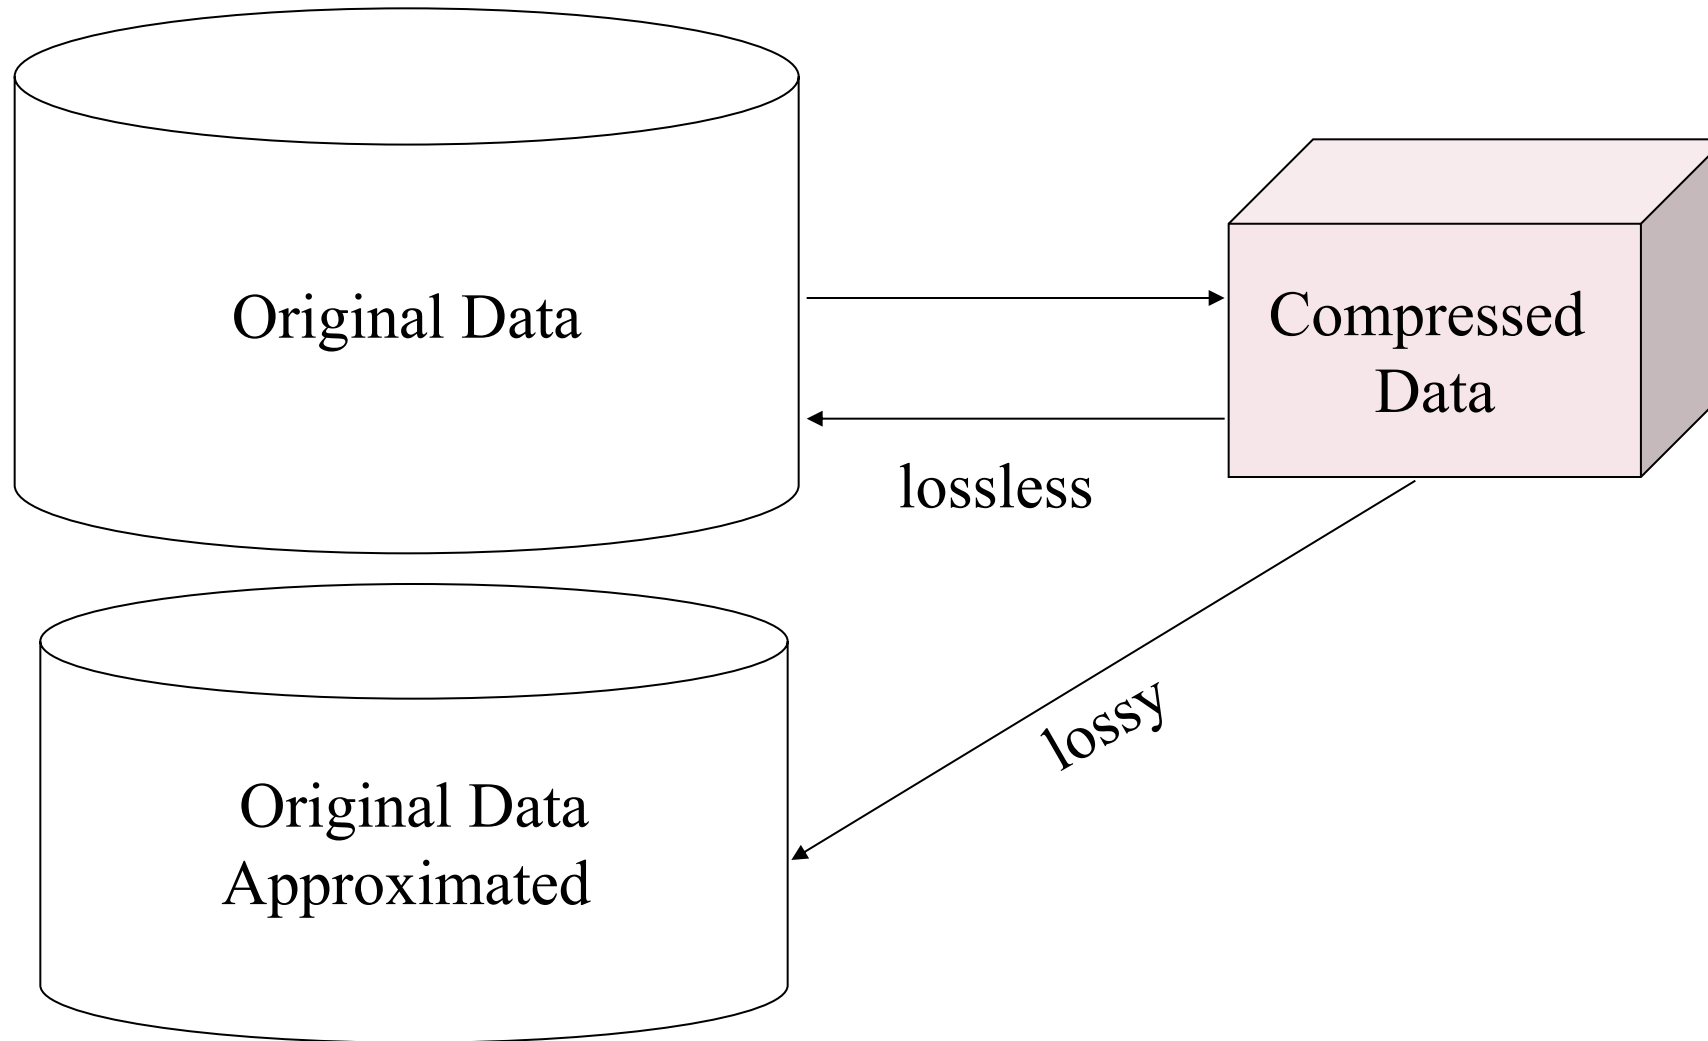 Original Data
Compressed
Data
lossless
lossy
Original Data
Approximated